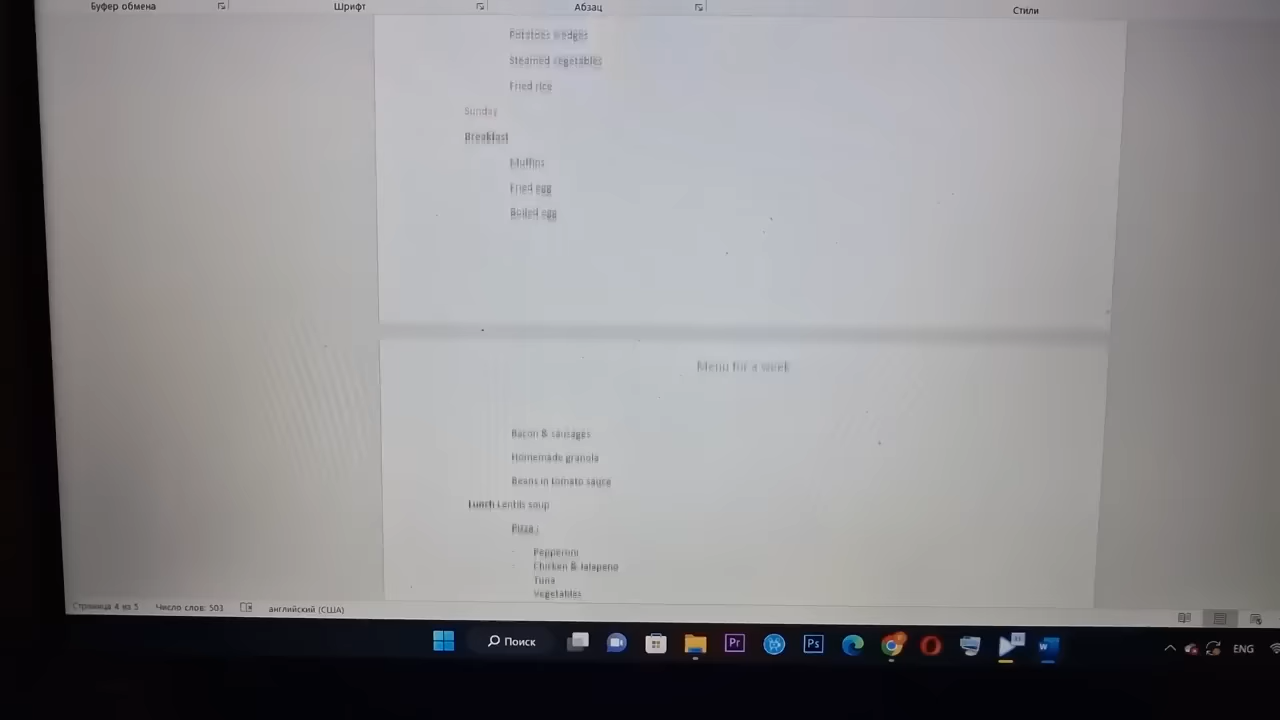 Буфер обмена Шрифт Абзац Стили
Potatoes wedges
Steamed vegetables
Fried rice
Sunday
Breakfast
Muffins
Fried egg
Boiled egg
Menu for a week
Bacon & sausages
Homemade granola
Beans in tomato sauce
Lunch Lentils soup
Pizza :
Pepperoni
Chicken & Jalapeno
Tuna
Vegetables
Страница 4 из 5 Число слов: 503 английский (США)
Поиск Pr Ps W ENG